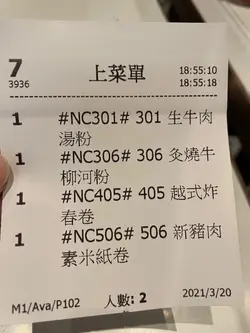 7 上菜單 18:55:10
3936 18:55:18
1 #NC301# 301 生牛肉
湯粉
1 #NC306# 306 灸燒牛
柳河粉
1 #NC405# 405 越式炸
春卷
1 #NC506# 506 新豬肉
素米紙卷
M1/Ava/P102 人數: 2 2021/3/20